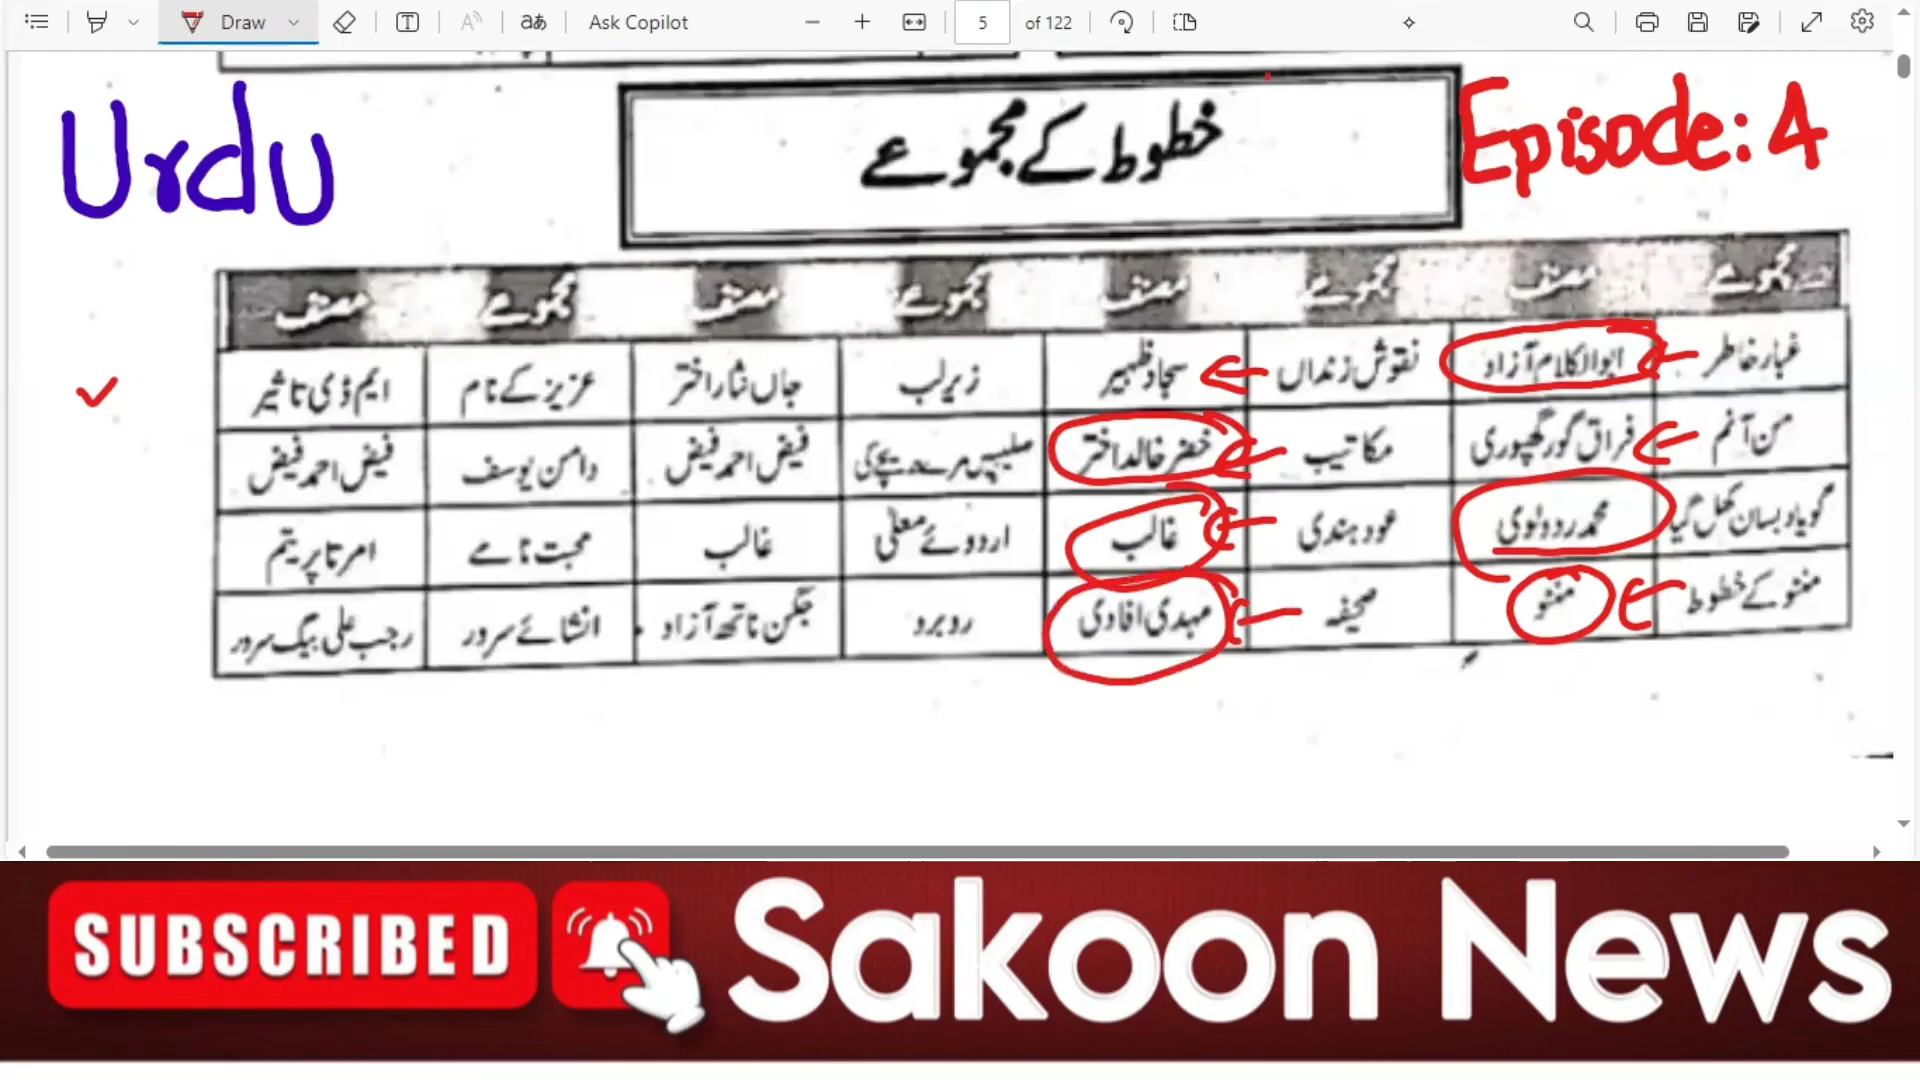 Draw
Ask Copilot
5 of 122
Urdu
خطوط کے مجموعے
Episode: 4
مجموعے مصنف مجموعے مصنف مجموعے مصنف مجموعے مصنف
غبار خاطر ابوالکلام آزاد نقوش زنداں سجاد ظہیر زیر لب جاں نثار اختر عزیز کے نام ایم ڈی تاثیر
من آنم فراق گورکھپوری مکاتیب خضر خالد اختر صلیبیں مرے دریچے کی فیض احمد فیض دامن یوسف فیض احمد فیض
گویا دبستان کھل گیا محمد ردولوی عود ہندی غالب اردوئے معلی غالب محبت نامے امرتا پریتم
منٹو کے خطوط منٹو صحیفہ مہدی افادی روبرو جگن ناتھ آزاد انشائے سرور رجب علی بیگ سرور
SUBSCRIBED
Sakoon News